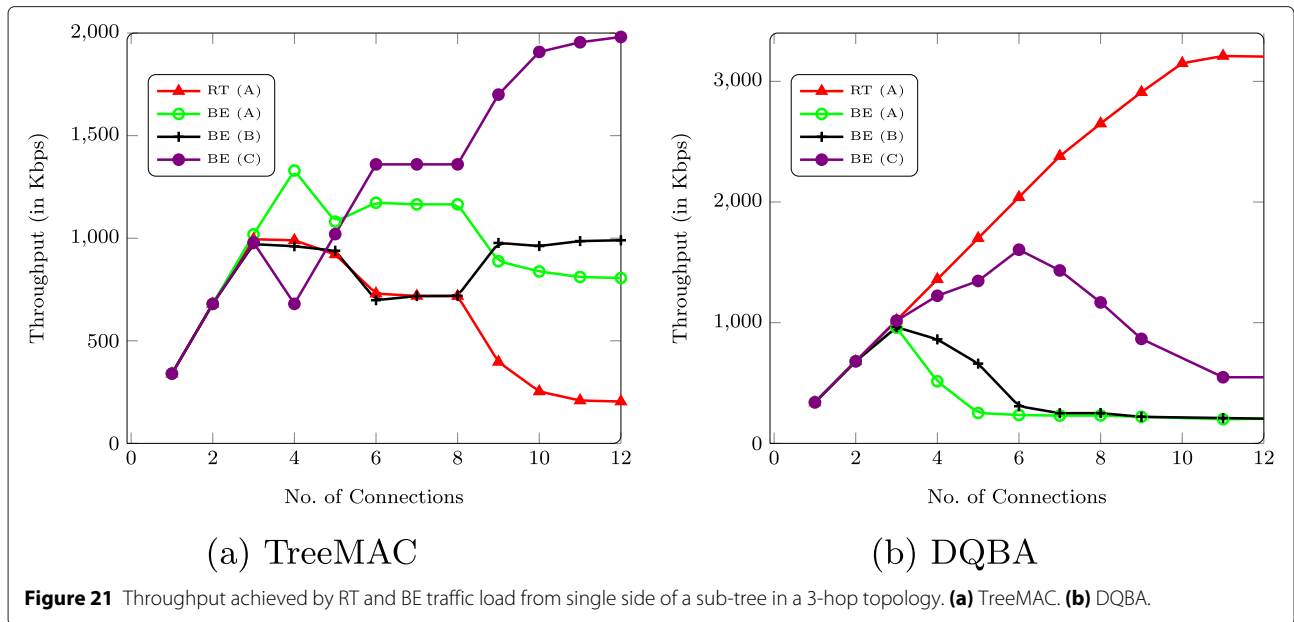 2,000
1,500
1,000
500
0
Throughput (in Kbps)
RT (A)
BE (A)
BE (B)
BE (C)
0 2 4 6 8 10 12
No. of Connections
(a) TreeMAC
3,000
2,000
1,000
0
Throughput (in Kbps)
RT (A)
BE (A)
BE (B)
BE (C)
0 2 4 6 8 10 12
No. of Connections
(b) DQBA
Figure 21 Throughput achieved by RT and BE traffic load from single side of a sub-tree in a 3-hop topology. (a) TreeMAC. (b) DQBA.